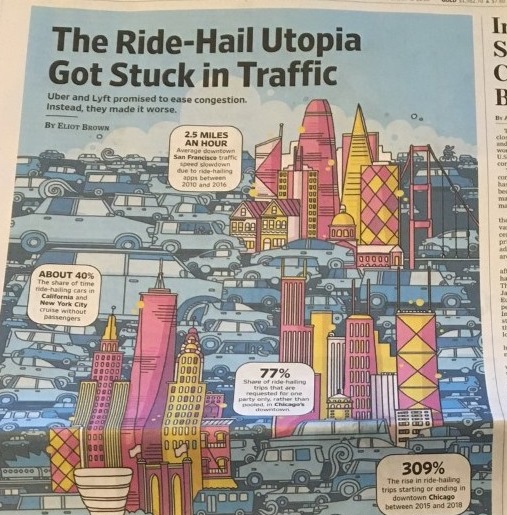 The Ride-Hail Utopia
Got Stuck in Traffic
Uber and Lyft promised to ease congestion.
Instead, they made it worse.
BY ELIOT BROWN
2.5 MILES
AN HOUR
Average downtown
San Francisco traffic
speed slowdown
due to ride-hailing
apps between
2010 and 2016
ABOUT 40%
The share of time
ride-hailing cars in
California and
New York City
cruise without
passengers
77%
Share of ride-hailing
trips that are
requested for one
party only, rather than
pooled, in Chicago's
downtown.
309%
The rise in ride-hailing
trips starting or ending in
downtown Chicago
between 2015 and 2018